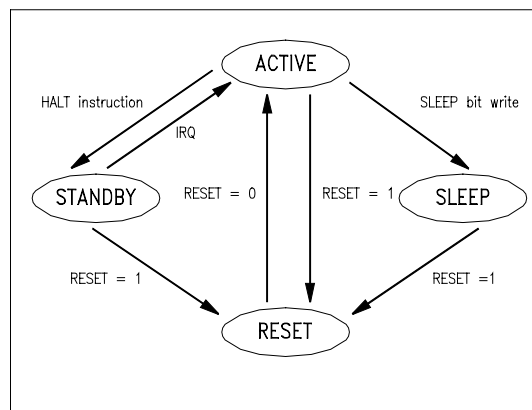 ACTIVE
HALT instruction
SLEEP bit write
IRQ
STANDBY
RESET = 0
RESET = 1
SLEEP
RESET = 1
RESET =1
RESET